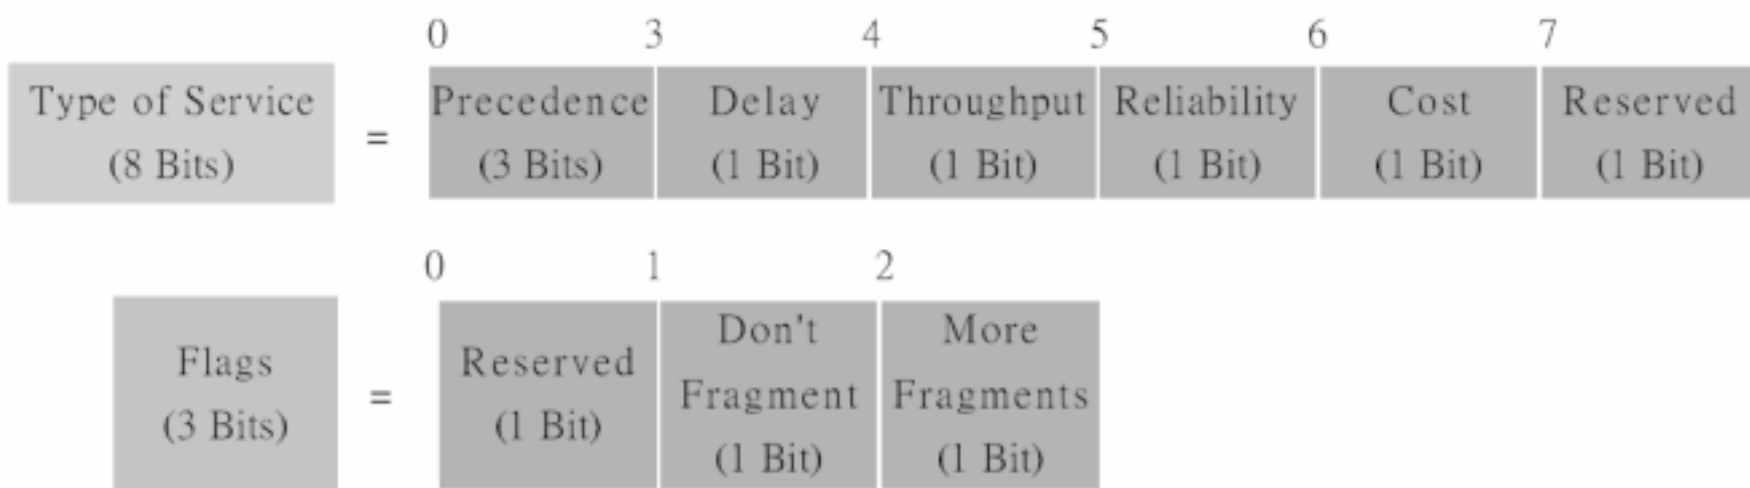 0 3 4 5 6 7
Type of Service
(8 Bits)
=
Precedence
(3 Bits)
Delay
(1 Bit)
Throughput
(1 Bit)
Reliability
(1 Bit)
Cost
(1 Bit)
Reserved
(1 Bit)
0 1 2
Flags
(3 Bits)
=
Reserved
(1 Bit)
Don't
Fragment
(1 Bit)
More
Fragments
(1 Bit)